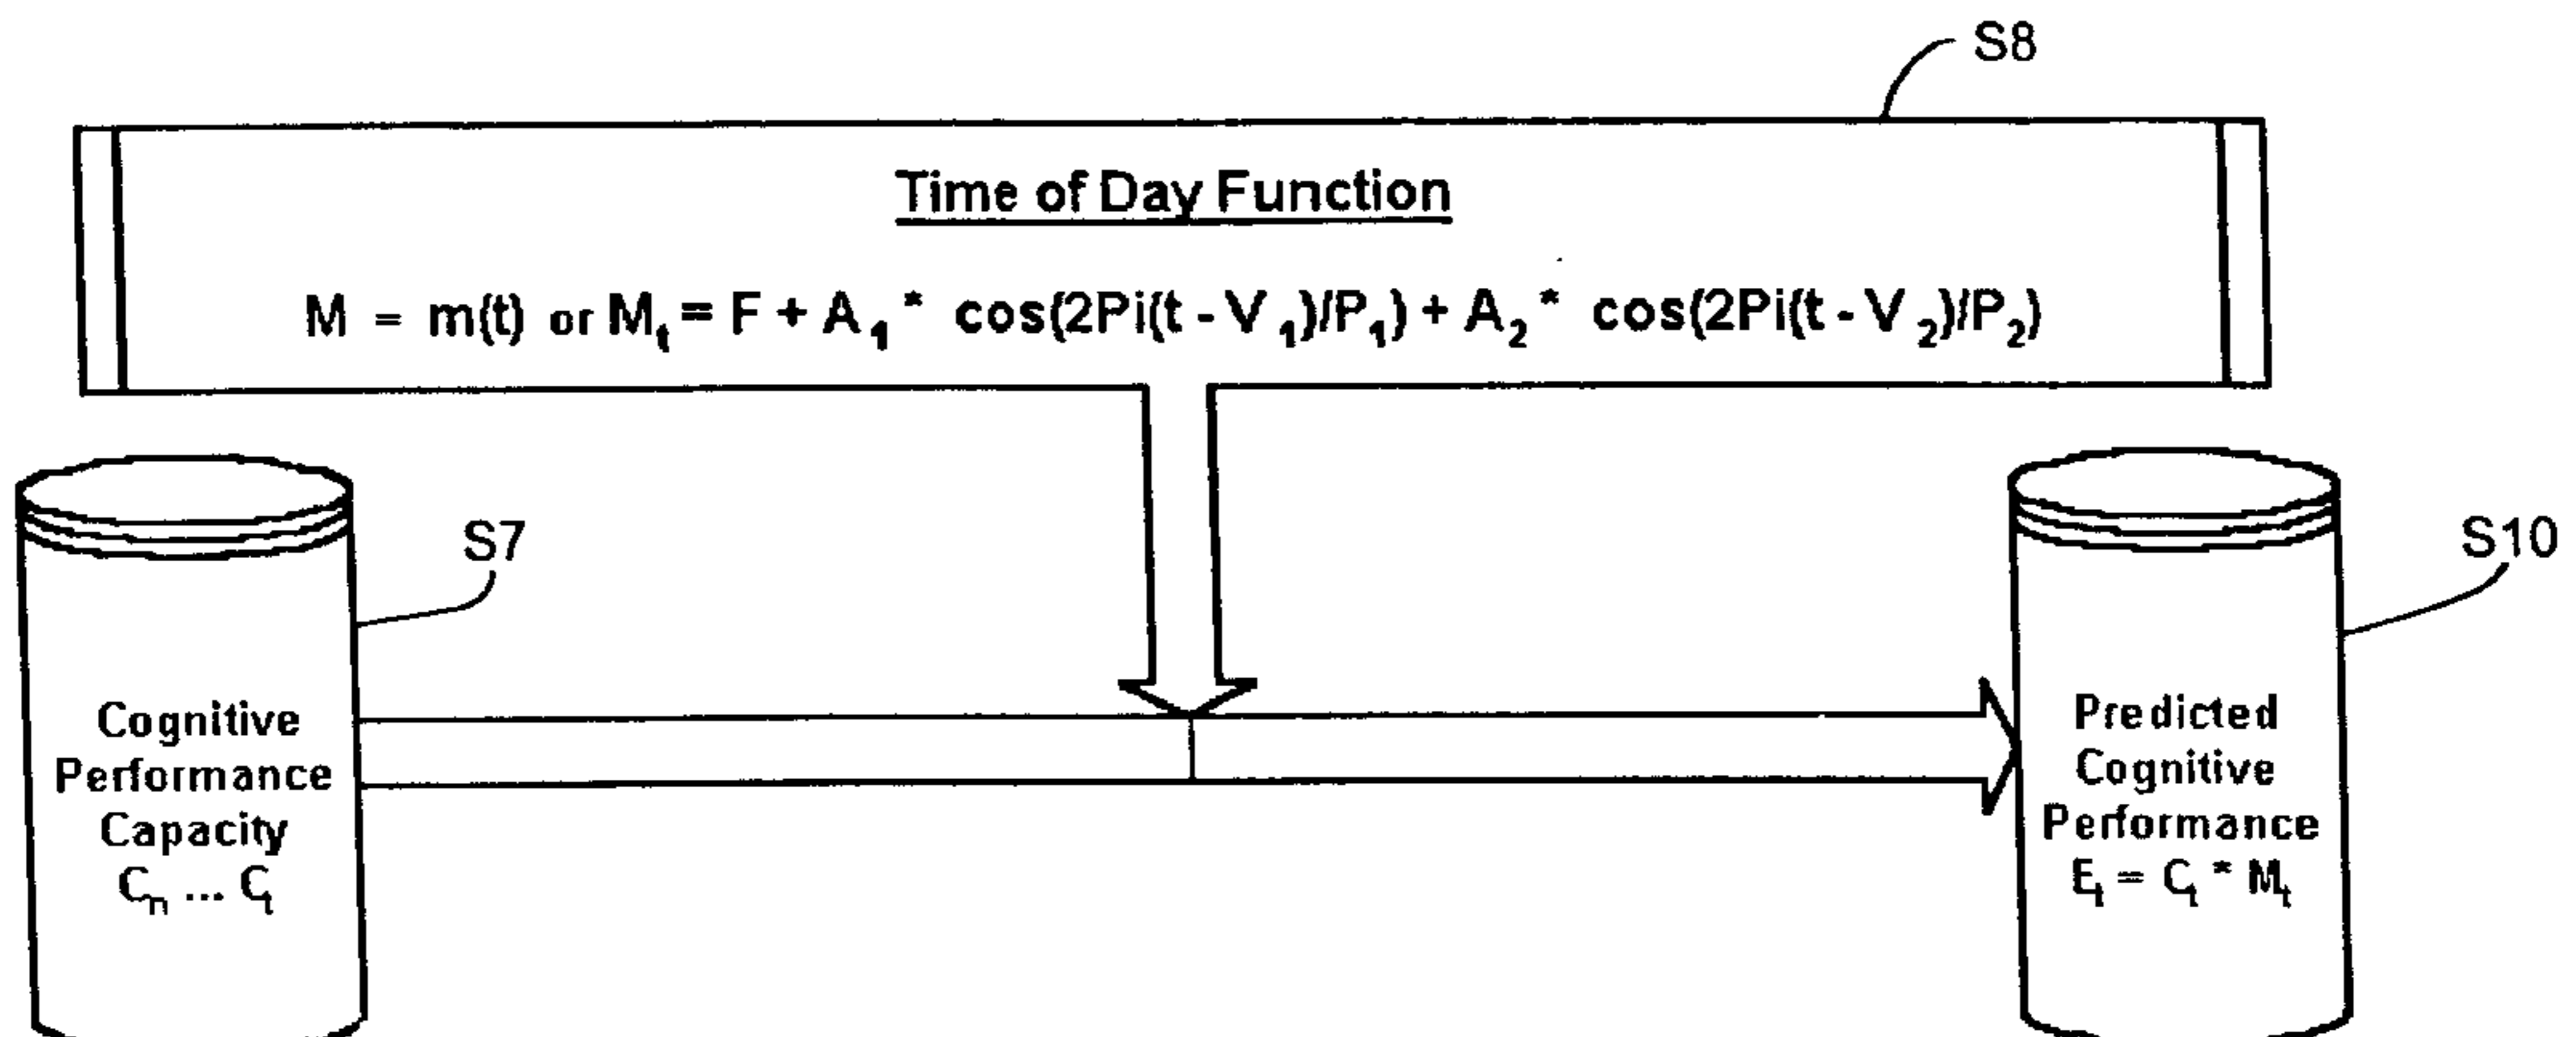 S8
Time of Day Function
M = m(t) or Mₜ = F + A₁ * cos(2Pi(t - V₁)/P₁) + A₂ * cos(2Pi(t - V₂)/P₂)
S7
S10
Cognitive
Performance
Capacity
Cₙ ... Cₜ
Predicted
Cognitive
Performance
Eₜ = Cₜ * Mₜ